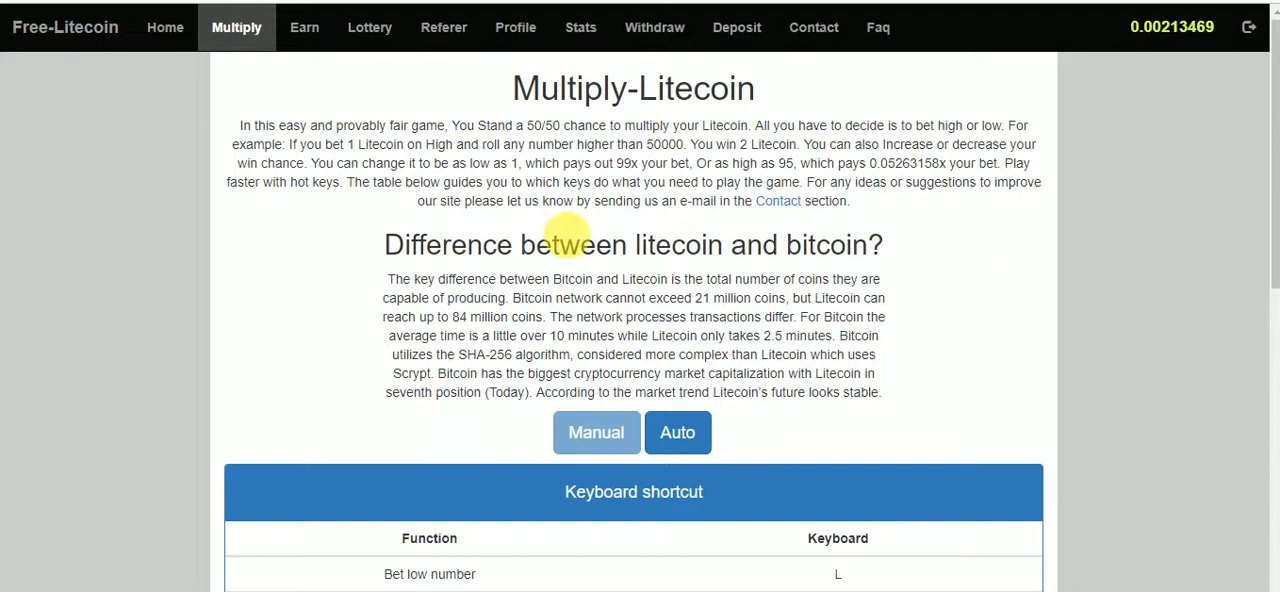 Free-Litecoin Home Multiply Earn Lottery Referer Profile Stats Withdraw Deposit Contact Faq 0.00213469
Multiply-Litecoin
In this easy and provably fair game, You Stand a 50/50 chance to multiply your Litecoin. All you have to decide is to bet high or low. For
example: If you bet 1 Litecoin on High and roll any number higher than 50000. You win 2 Litecoin. You can also Increase or decrease your
win chance. You can change it to be as low as 1, which pays out 99x your bet, Or as high as 95, which pays 0.05263158x your bet. Play
faster with hot keys. The table below guides you to which keys do what you need to play the game. For any ideas or suggestions to improve
our site please let us know by sending us an e-mail in the Contact section.
Difference between litecoin and bitcoin?
The key difference between Bitcoin and Litecoin is the total number of coins they are
capable of producing. Bitcoin network cannot exceed 21 million coins, but Litecoin can
reach up to 84 million coins. The network processes transactions differ. For Bitcoin the
average time is a little over 10 minutes while Litecoin only takes 2.5 minutes. Bitcoin
utilizes the SHA-256 algorithm, considered more complex than Litecoin which uses
Scrypt. Bitcoin has the biggest cryptocurrency market capitalization with Litecoin in
seventh position (Today). According to the market trend Litecoin's future looks stable.
Manual Auto
Keyboard shortcut
Function Keyboard
Bet low number L